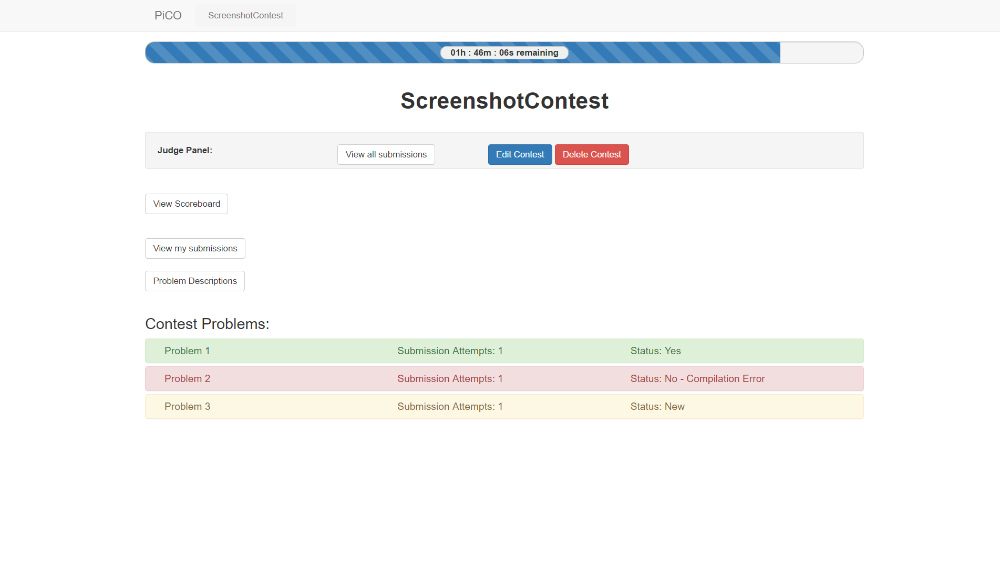 PiCO ScreenshotContest
01h : 46m : 06s remaining
ScreenshotContest
Judge Panel: View all submissions Edit Contest Delete Contest
View Scoreboard
View my submissions
Problem Descriptions
Contest Problems:
Problem 1 Submission Attempts: 1 Status: Yes
Problem 2 Submission Attempts: 1 Status: No - Compilation Error
Problem 3 Submission Attempts: 1 Status: New